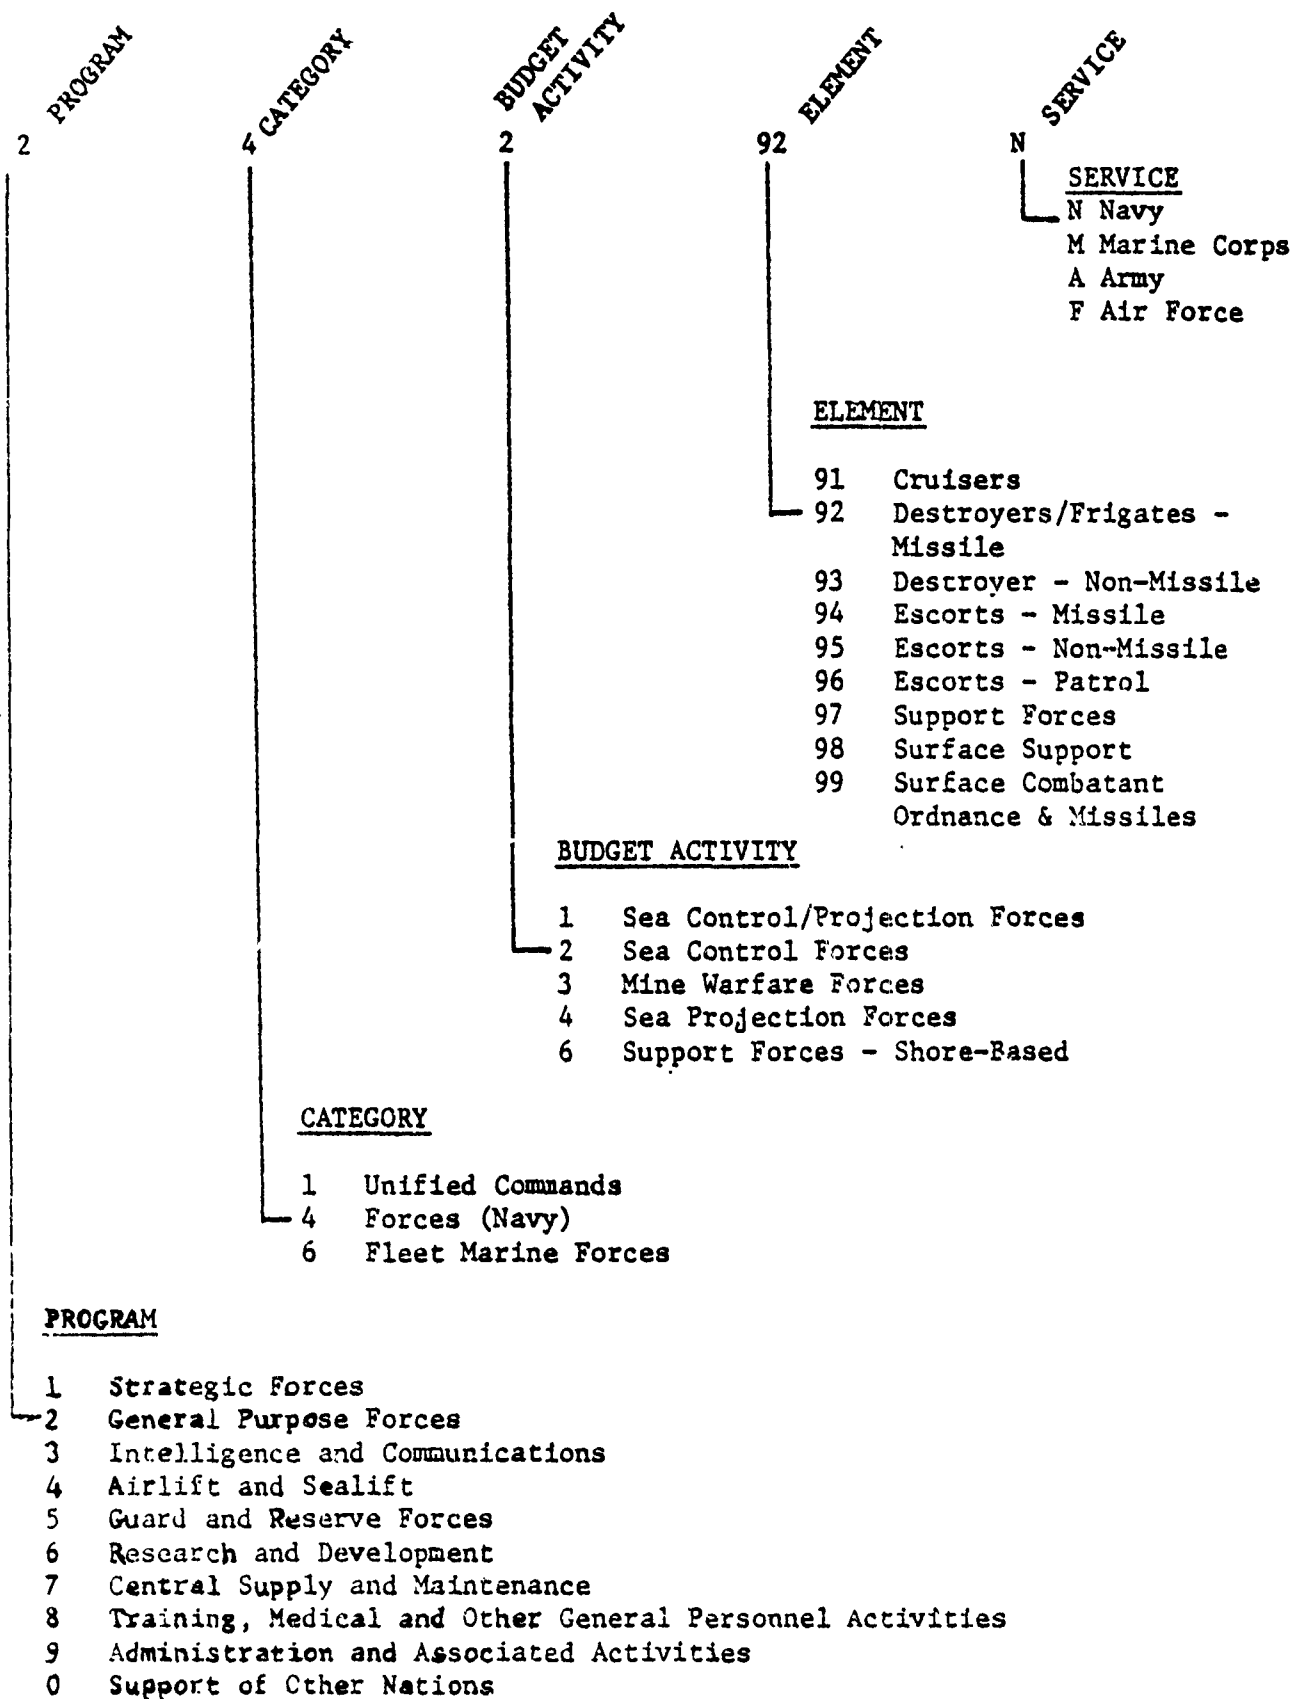 PROGRAM
CATEGORY
BUDGET
ACTIVITY
ELEMENT
SERVICE
2 4 2 92 N
SERVICE
N Navy
M Marine Corps
A Army
F Air Force
ELEMENT
91 Cruisers
92 Destroyers/Frigates -
Missile
93 Destroyer - Non-Missile
94 Escorts - Missile
95 Escorts - Non-Missile
96 Escorts - Patrol
97 Support Forces
98 Surface Support
99 Surface Combatant
Ordnance & Missiles
BUDGET ACTIVITY
1 Sea Control/Projection Forces
2 Sea Control Forces
3 Mine Warfare Forces
4 Sea Projection Forces
6 Support Forces - Shore-Based
CATEGORY
1 Unified Commands
4 Forces (Navy)
6 Fleet Marine Forces
PROGRAM
1 Strategic Forces
2 General Purpose Forces
3 Intelligence and Communications
4 Airlift and Sealift
5 Guard and Reserve Forces
6 Research and Development
7 Central Supply and Maintenance
8 Training, Medical and Other General Personnel Activities
9 Administration and Associated Activities
0 Support of Other Nations